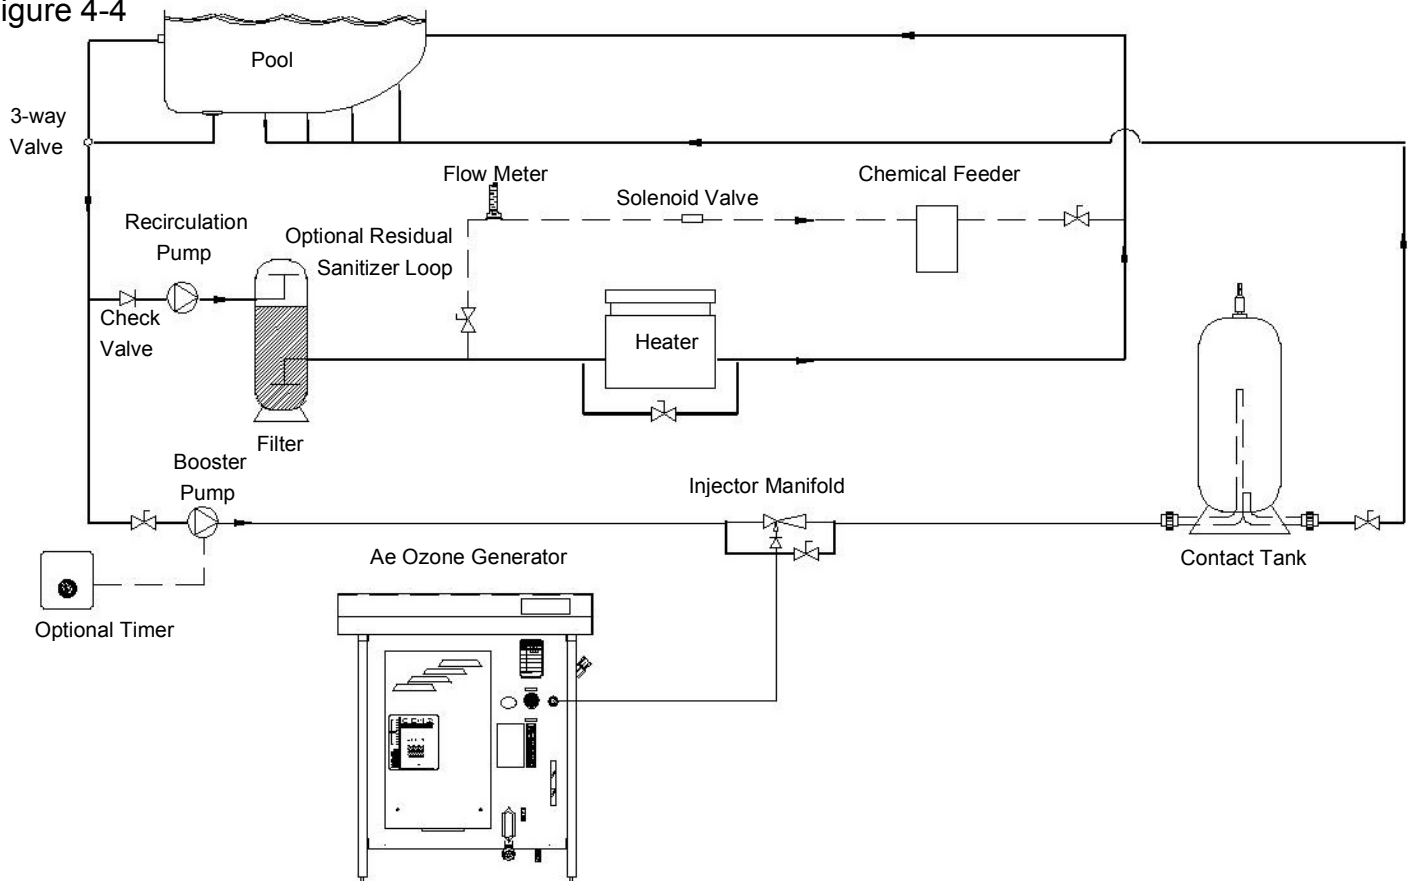 igure 4-4
Pool
3-way
Valve
Flow Meter
Chemical Feeder
Solenoid Valve
Recirculation
Pump
Optional Residual
Sanitizer Loop
Check
Valve
Heater
Filter
Booster
Pump
Injector Manifold
Ae Ozone Generator
Contact Tank
Optional Timer